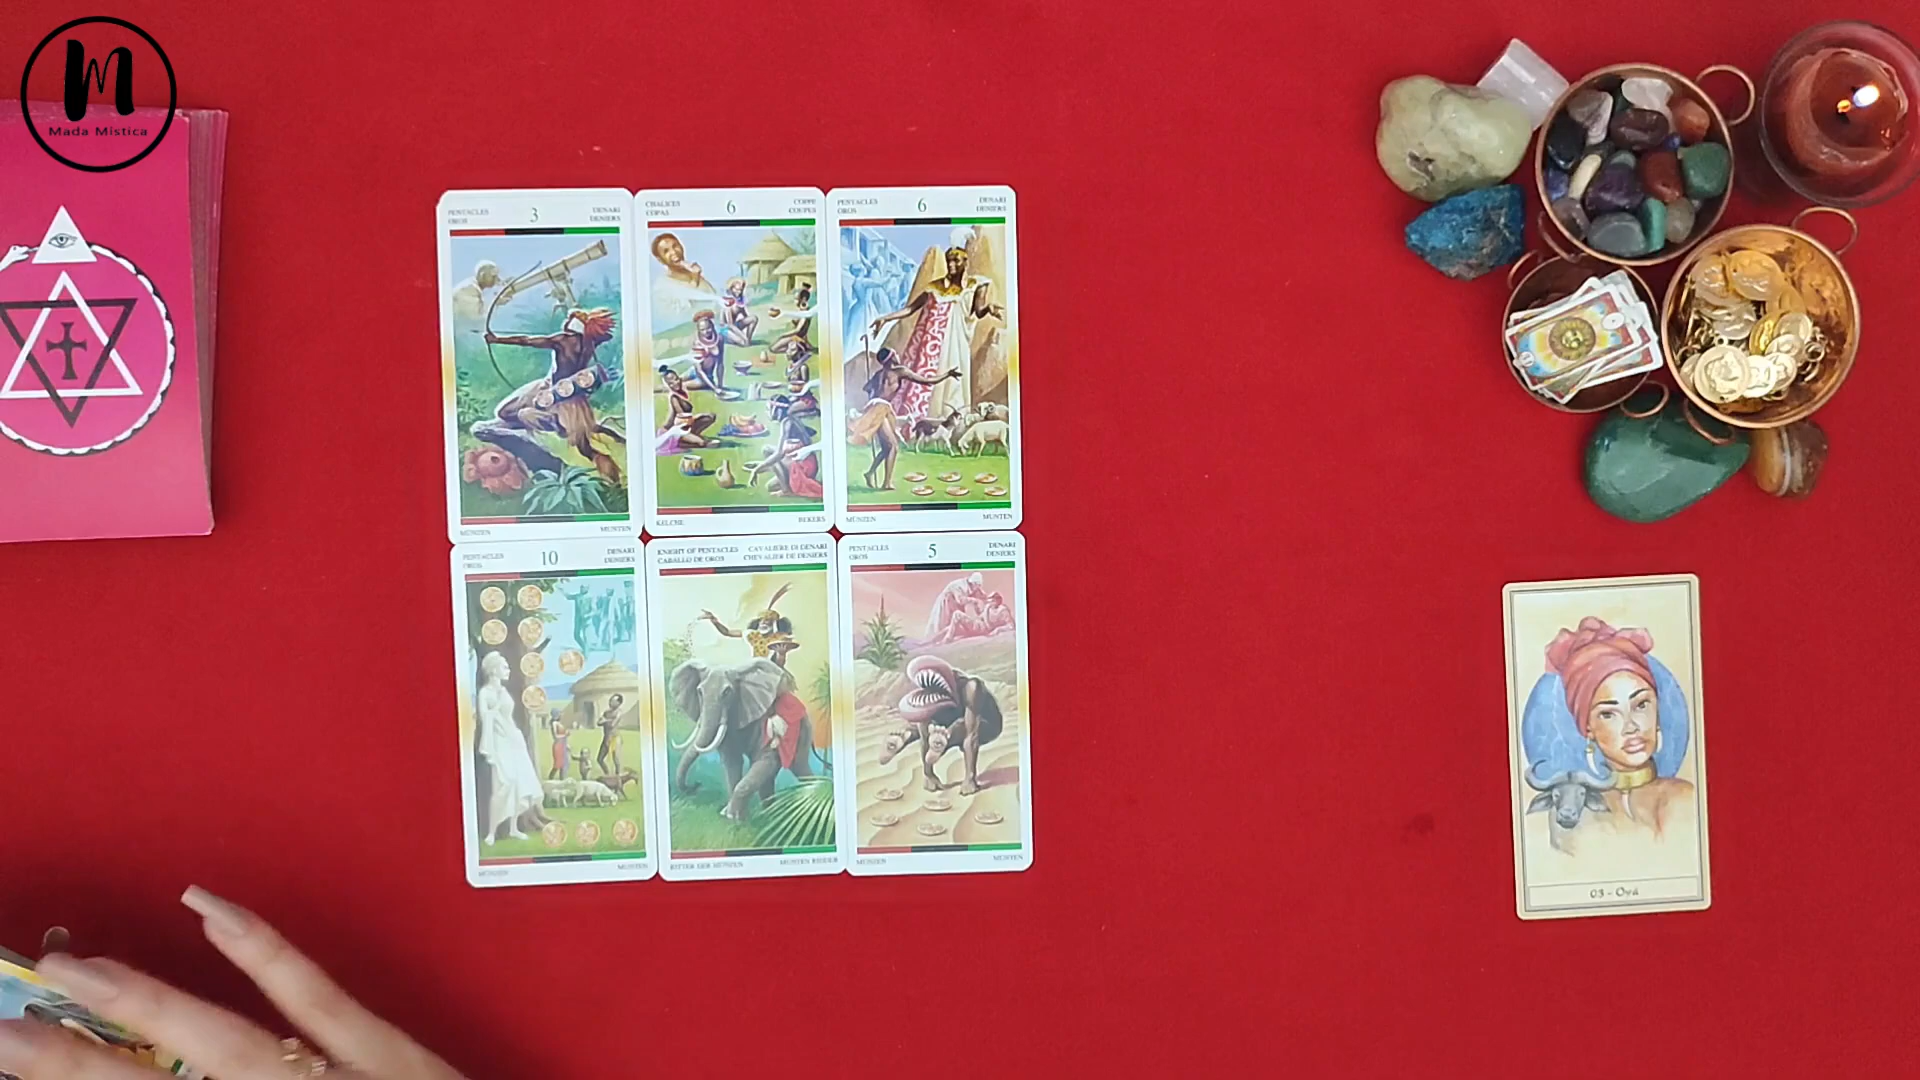 M
Mada Mística
PENTACLES
OROS
3
DENARI
DENIERS
MÜNZEN
MUNTEN
CHALICES
COPAS
6
COPPE
COUPES
KELCHE
BEKERS
PENTACLES
OROS
6
DENARI
DENIERS
MÜNZEN
MUNTEN
PENTACLES
OROS
10
DENARI
DENIERS
MÜNZEN
MUNTEN
KNIGHT OF PENTACLES
CABALLO DE OROS
CAVALIERE DI DENARI
CHEVALIER DE DENIERS
RITTER DER MÜNZEN
MUNTEN RIDDER
PENTACLES
OROS
5
DENARI
DENIERS
MÜNZEN
MUNTEN
03 - Oyá